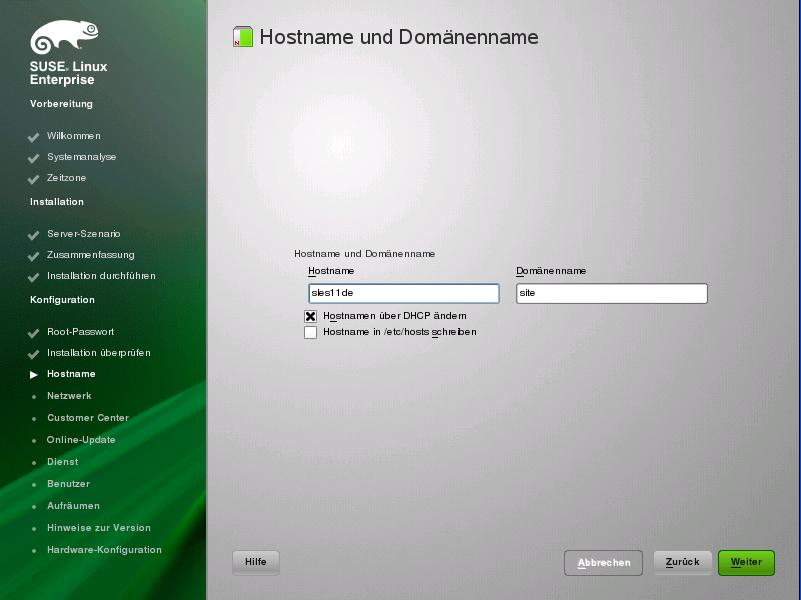 SUSE. Linux
Enterprise
Vorbereitung
Willkommen
Systemanalyse
Zeitzone
Installation
Server-Szenario
Zusammenfassung
Installation durchführen
Konfiguration
Root-Passwort
Installation überprüfen
Hostname
Netzwerk
Customer Center
Online-Update
Dienst
Benutzer
Aufräumen
Hinweise zur Version
Hardware-Konfiguration
Hostname und Domänenname
Hostname und Domänenname
Hostname
Domänenname
sles11de
site
Hostnamen über DHCP ändern
Hostname in /etc/hosts schreiben
Hilfe
Abbrechen
Zurück
Weiter